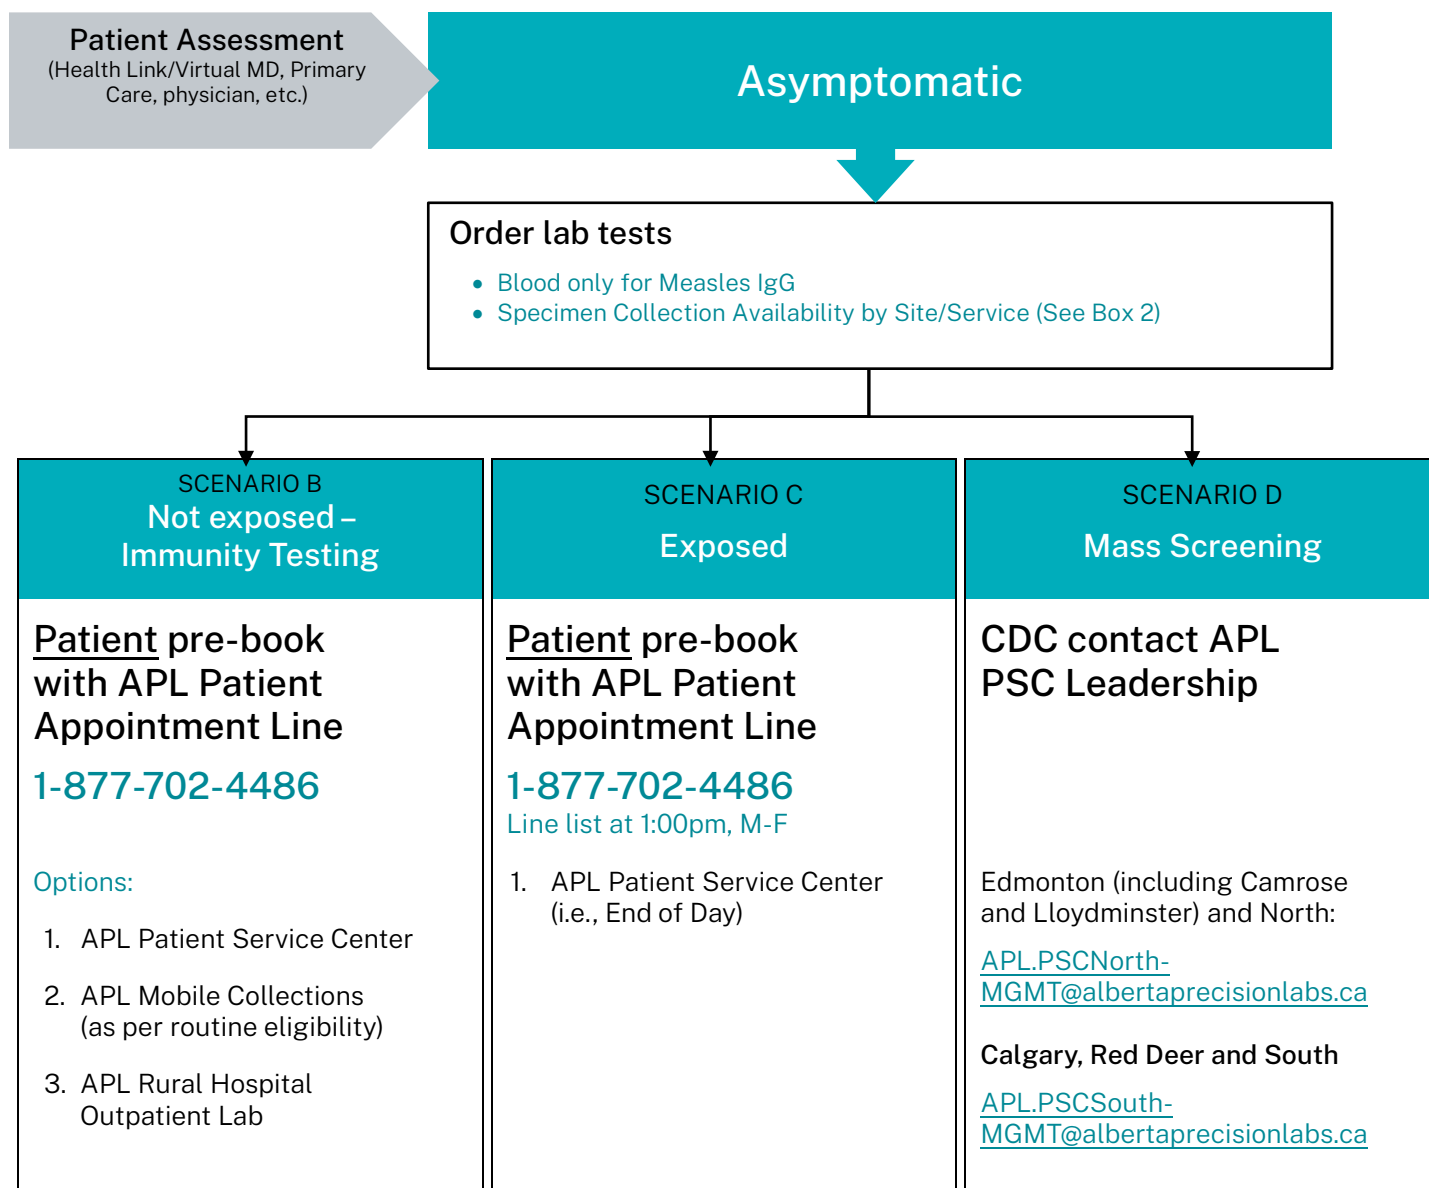 Patient Assessment
(Health Link/Virtual MD, Primary
Care, physician, etc.)
Asymptomatic
Order lab tests
• Blood only for Measles IgG
• Specimen Collection Availability by Site/Service (See Box 2)
SCENARIO B
Not exposed –
Immunity Testing
Patient pre-book
with APL Patient
Appointment Line
1-877-702-4486
Options:
1. APL Patient Service Center
2. APL Mobile Collections
(as per routine eligibility)
3. APL Rural Hospital
Outpatient Lab
SCENARIO C
Exposed
Patient pre-book
with APL Patient
Appointment Line
1-877-702-4486
Line list at 1:00pm, M-F
1. APL Patient Service Center
(i.e., End of Day)
SCENARIO D
Mass Screening
CDC contact APL
PSC Leadership
Edmonton (including Camrose
and Lloydminster) and North:
APL.PSCNorth-
MGMT@albertaprecisionlabs.ca
Calgary, Red Deer and South
APL.PSCSouth-
MGMT@albertaprecisionlabs.ca